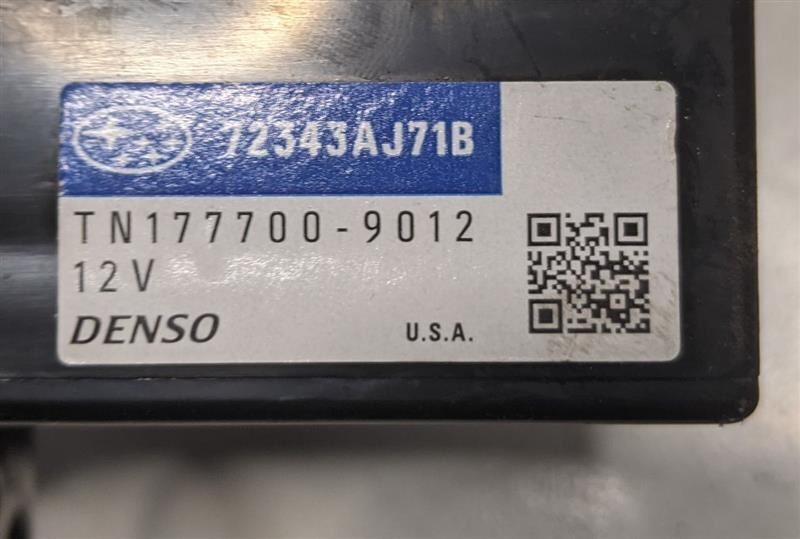 72343AJ71B
TN177700-9012
12V
DENSO
U.S.A.